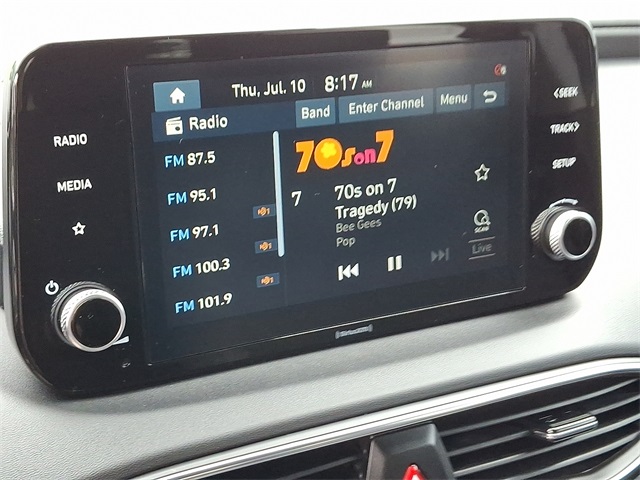 Thu, Jul. 10 8:17 AM
Radio Band Enter Channel Menu
RADIO
MEDIA
FM 87.5
FM 95.1
FM 97.1
FM 100.3
FM 101.9
70s on 7
7 70s on 7
Tragedy (79)
Bee Gees
Pop
SCAN
Live
< SEEK
TRACK >
SETUP
SiriusXM